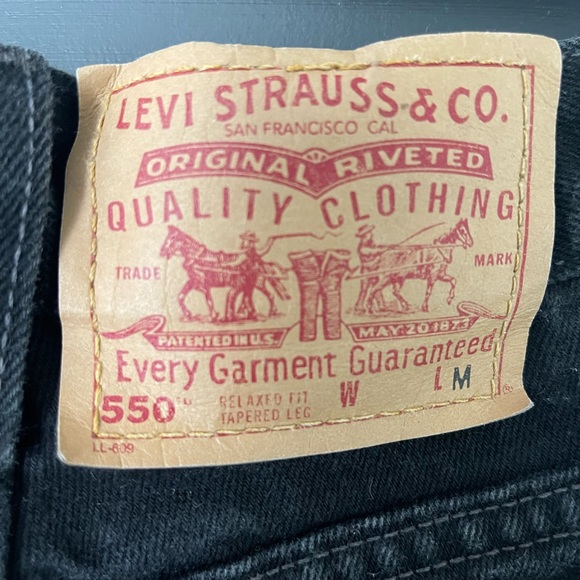 LEVI STRAUSS & CO.
SAN FRANCISCO CAL
ORIGINAL RIVETED
QUALITY CLOTHING
TRADE MARK
PATENTED IN U.S. MAY 20 1873
Every Garment Guaranteed
550™ RELAXED FIT W L M
TAPERED LEG ®
LL-609